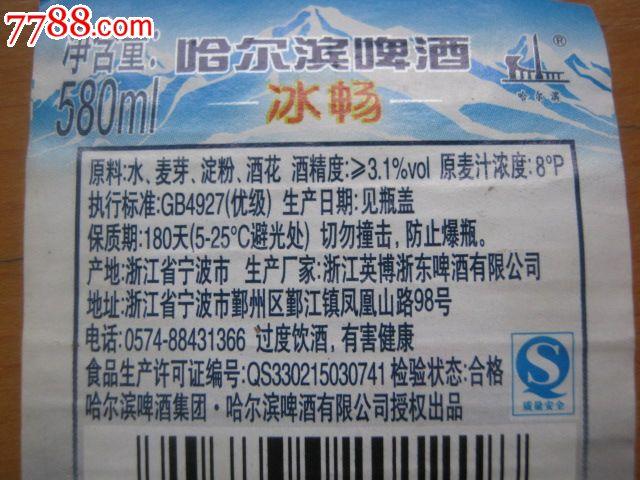 7788.com
净含量:
580ml
哈尔滨啤酒
®
哈尔滨
冰畅
原料:水、麦芽、淀粉、酒花 酒精度:≥3.1%vol 原麦汁浓度:8°P
执行标准:GB4927(优级) 生产日期:见瓶盖
保质期:180天(5-25°C避光处) 切勿撞击,防止爆瓶。
产地:浙江省宁波市 生产厂家:浙江英博浙东啤酒有限公司
地址:浙江省宁波市鄞州区鄞江镇凤凰山路98号
电话:0574-88431366 过度饮酒,有害健康
食品生产许可证编号:QS330215030741 检验状态:合格
哈尔滨啤酒集团·哈尔滨啤酒有限公司授权出品
质量安全